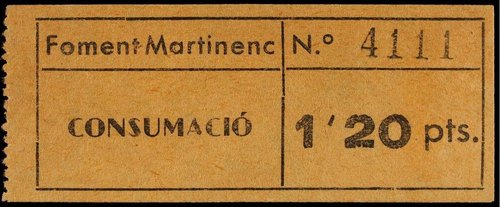 Foment Martinenc
N.º 4111
CONSUMACIÓ
1'20 pts.